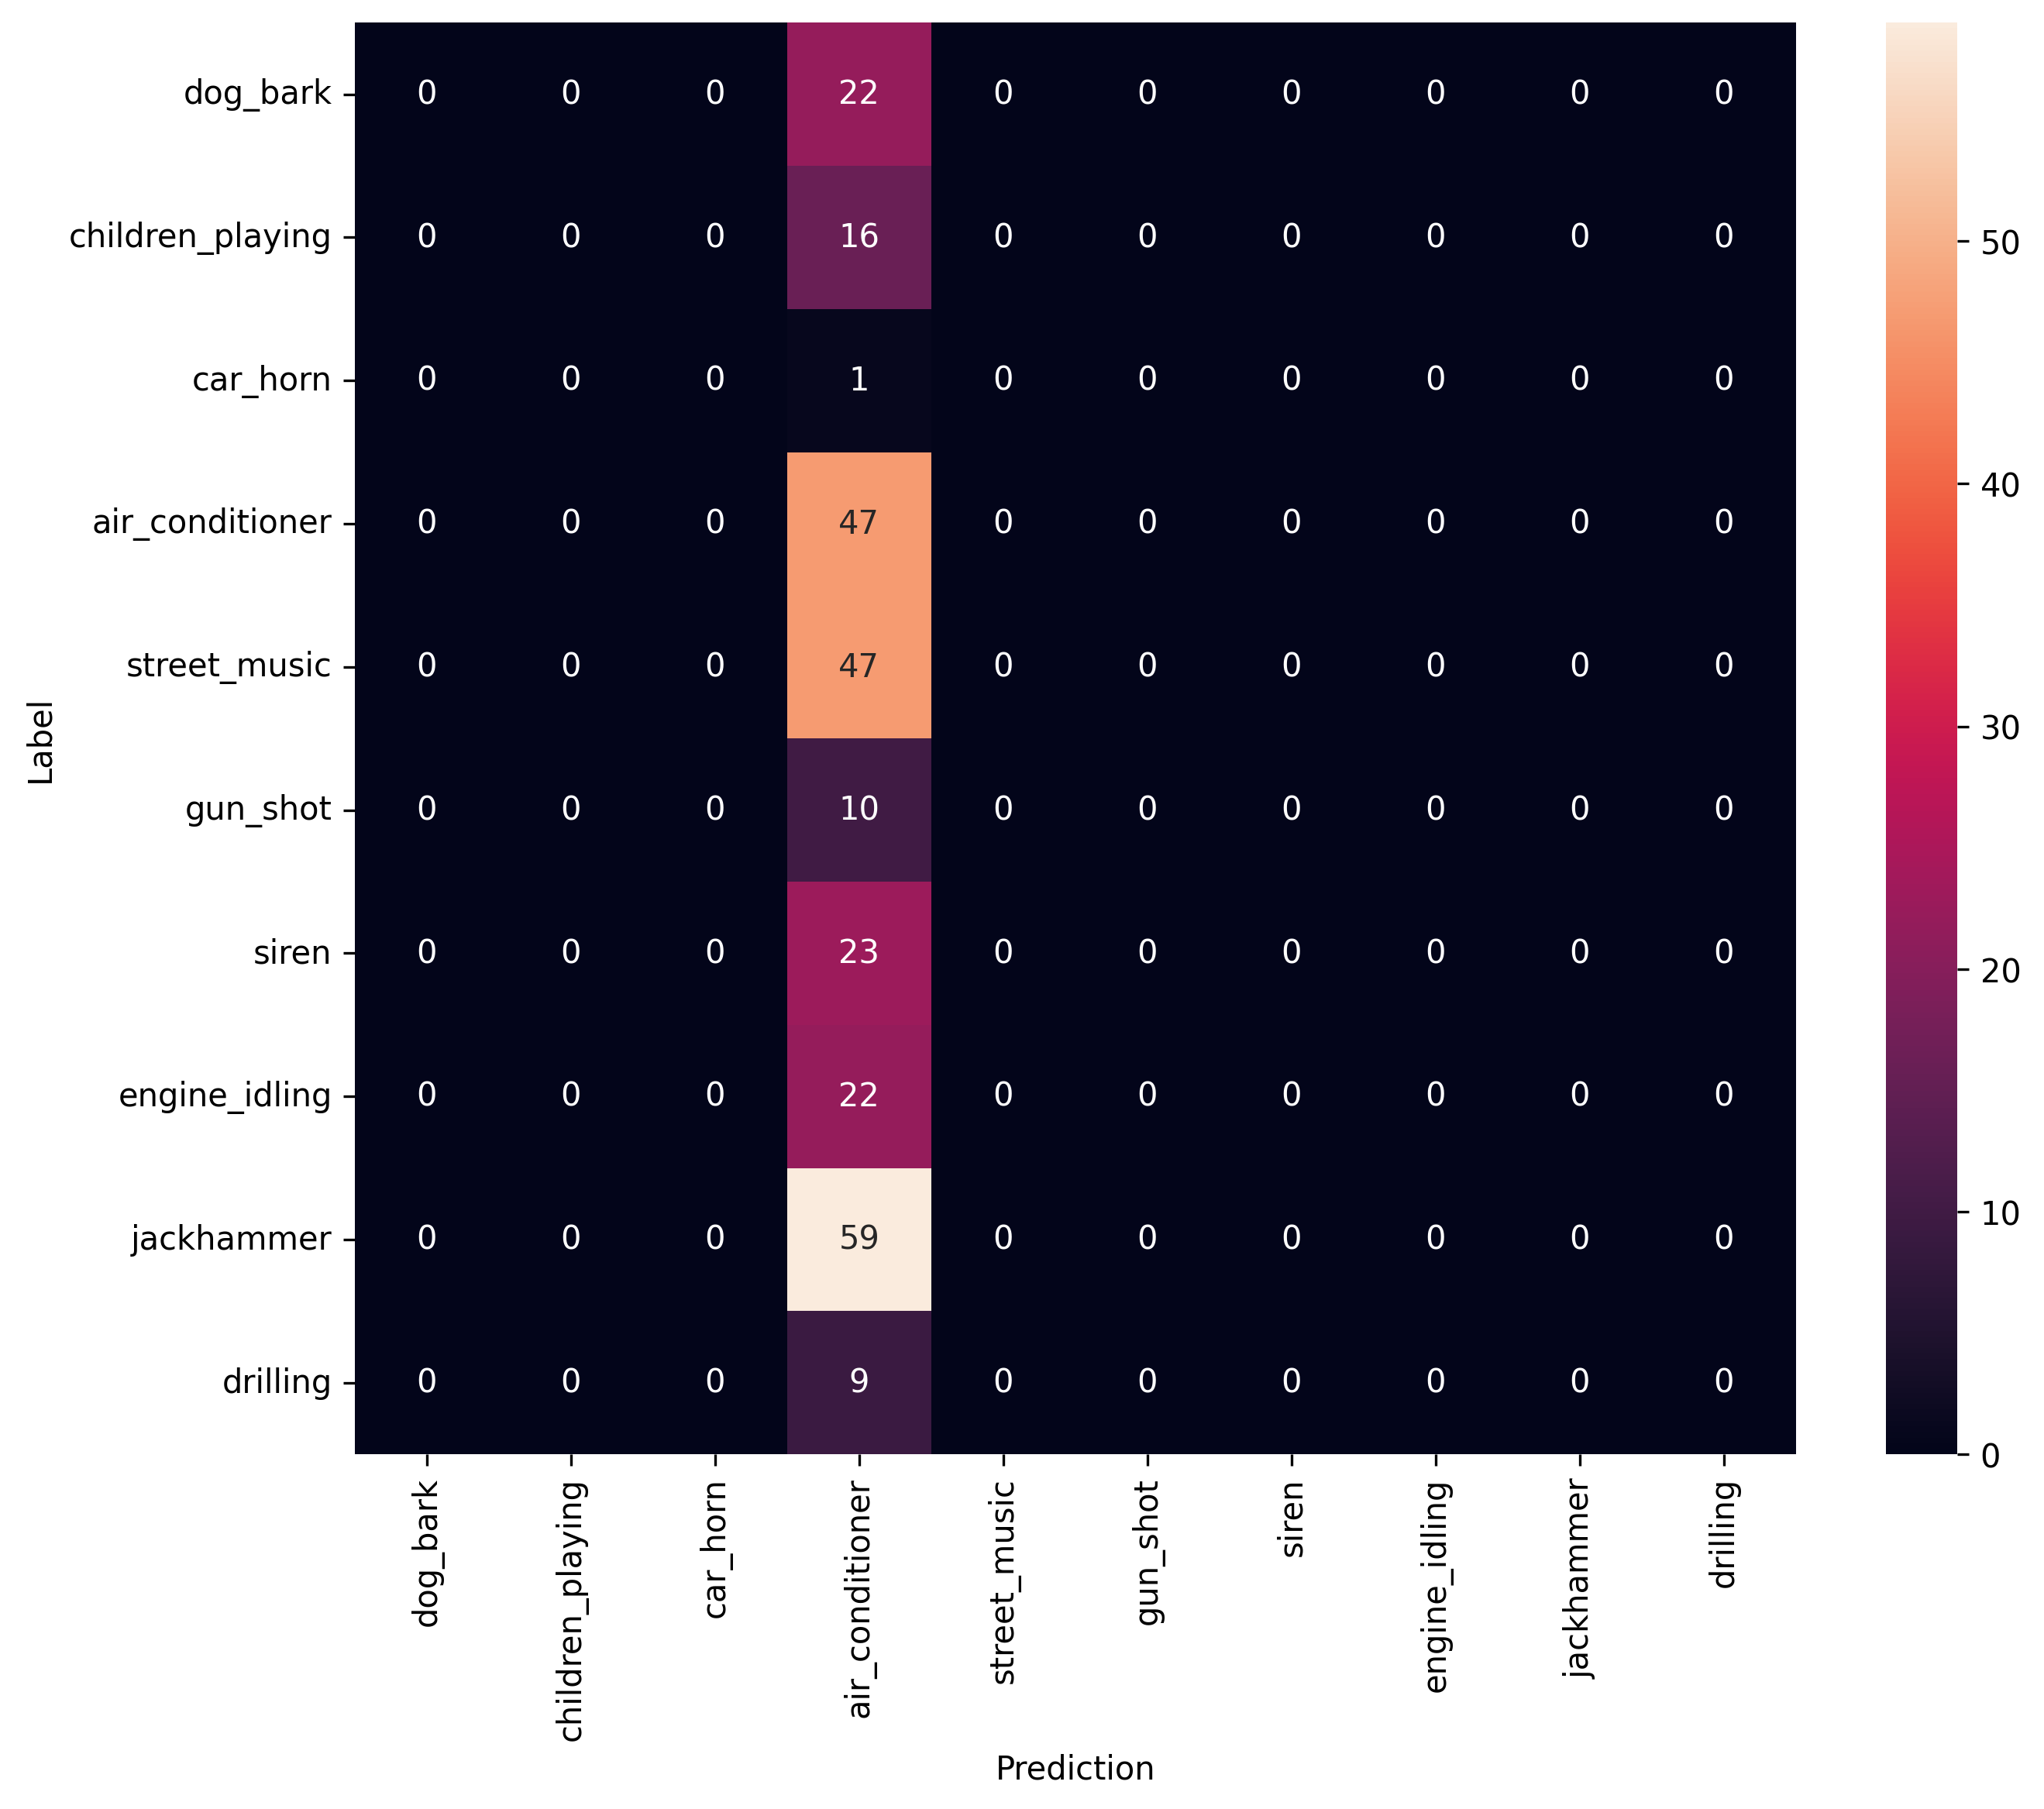 dog_bark 0 0 0 22 0 0 0 0 0 0
children_playing 0 0 0 16 0 0 0 0 0 0
car_horn 0 0 0 1 0 0 0 0 0 0
air_conditioner 0 0 0 47 0 0 0 0 0 0
street_music 0 0 0 47 0 0 0 0 0 0
gun_shot 0 0 0 10 0 0 0 0 0 0
siren 0 0 0 23 0 0 0 0 0 0
engine_idling 0 0 0 22 0 0 0 0 0 0
jackhammer 0 0 0 59 0 0 0 0 0 0
drilling 0 0 0 9 0 0 0 0 0 0
Label
dog_bark children_playing car_horn air_conditioner street_music gun_shot siren engine_idling jackhammer drilling
Prediction
50
40
30
20
10
0